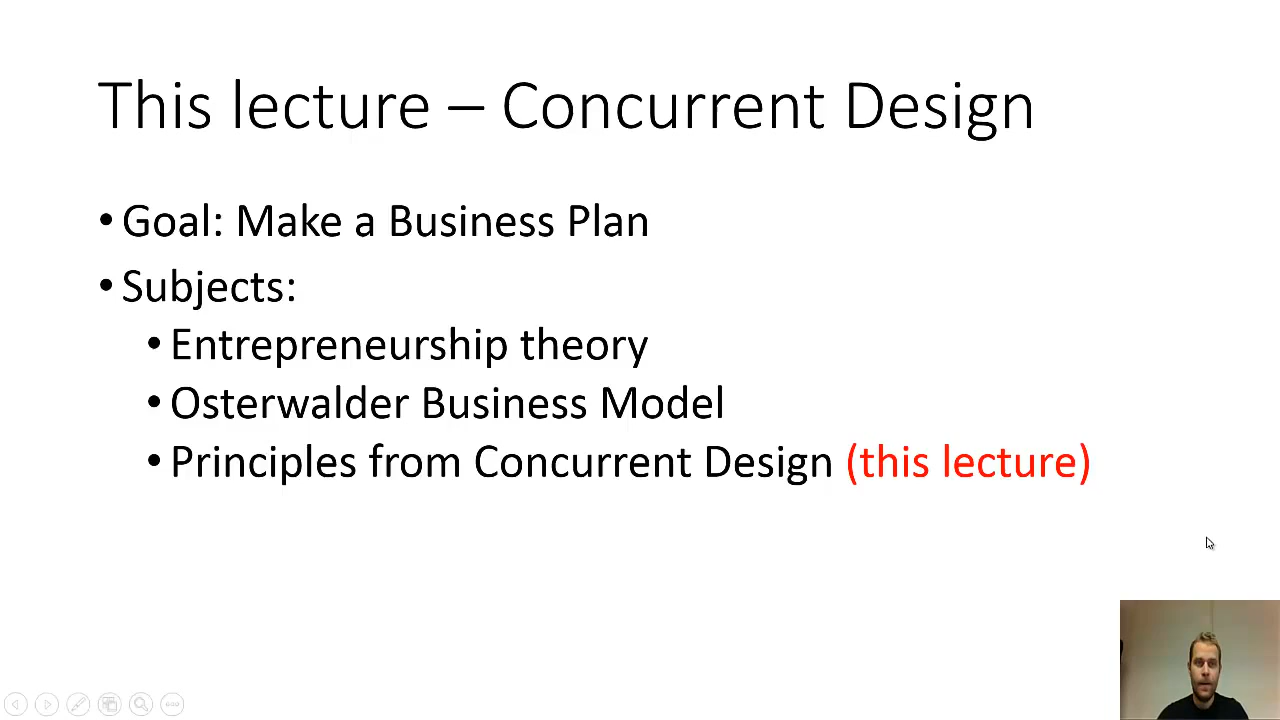 This lecture – Concurrent Design
• Goal: Make a Business Plan
• Subjects:
• Entrepreneurship theory
• Osterwalder Business Model
• Principles from Concurrent Design (this lecture)